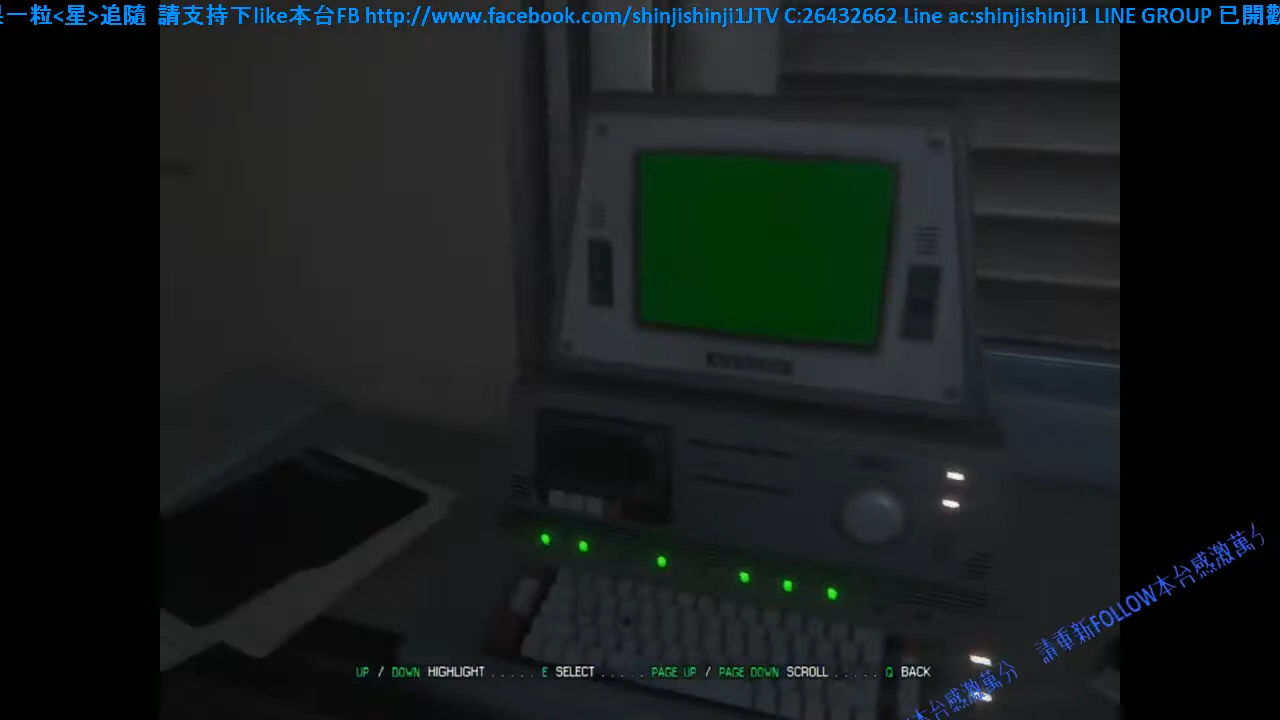 一粒<星>追隨 請支持下like本台FB http://www.facebook.com/shinjishinji1JTV C:26432662 Line ac:shinjishinji1 LINE GROUP 已開
請重新FOLLOW本台感激萬分
本台感激萬分
UP / DOWN HIGHLIGHT ..... E SELECT ..... PAGE UP / PAGE DOWN SCROLL ..... Q BACK